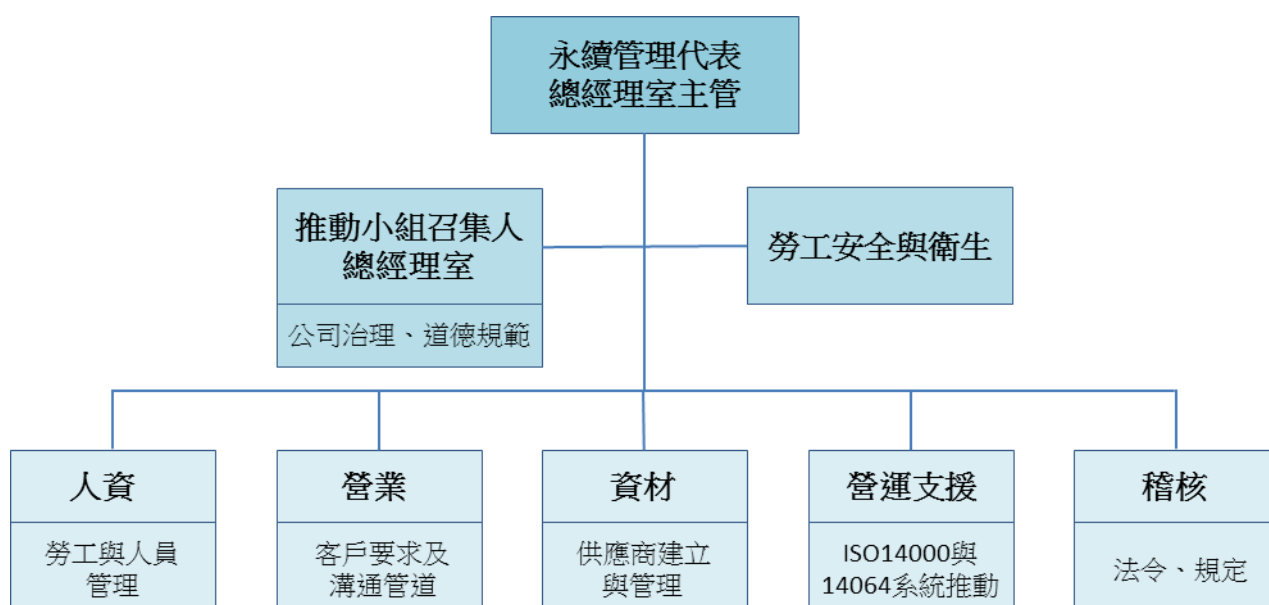 永續管理代表
總經理室主管
推動小組召集人
總經理室
公司治理、道德規範
勞工安全與衛生
人資
勞工與人員
管理
營業
客戶要求及
溝通管道
資材
供應商建立
與管理
營運支援
ISO14000與
14064系統推動
稽核
法令、規定